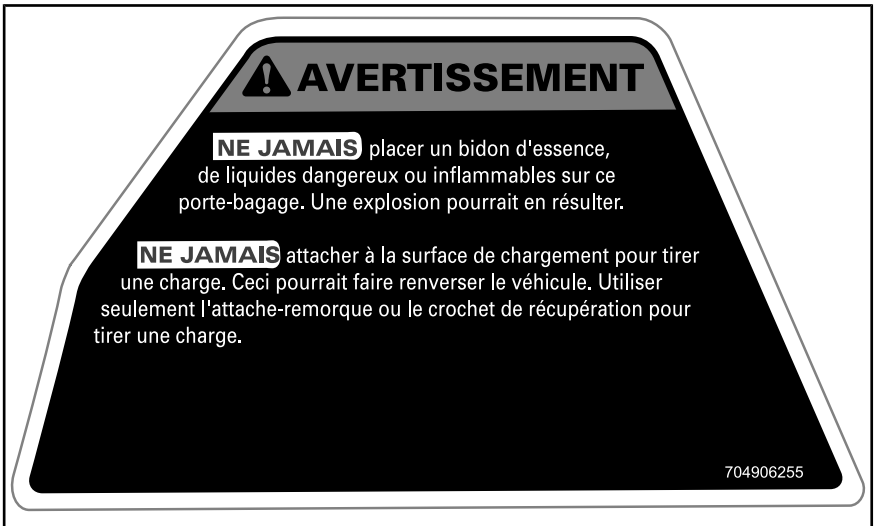 AVERTISSEMENT
NE JAMAIS placer un bidon d'essence,
de liquides dangereux ou inflammables sur ce
porte-bagage. Une explosion pourrait en résulter.
NE JAMAIS attacher à la surface de chargement pour tirer
une charge. Ceci pourrait faire renverser le véhicule. Utiliser
seulement l'attache-remorque ou le crochet de récupération pour
tirer une charge.
704906255